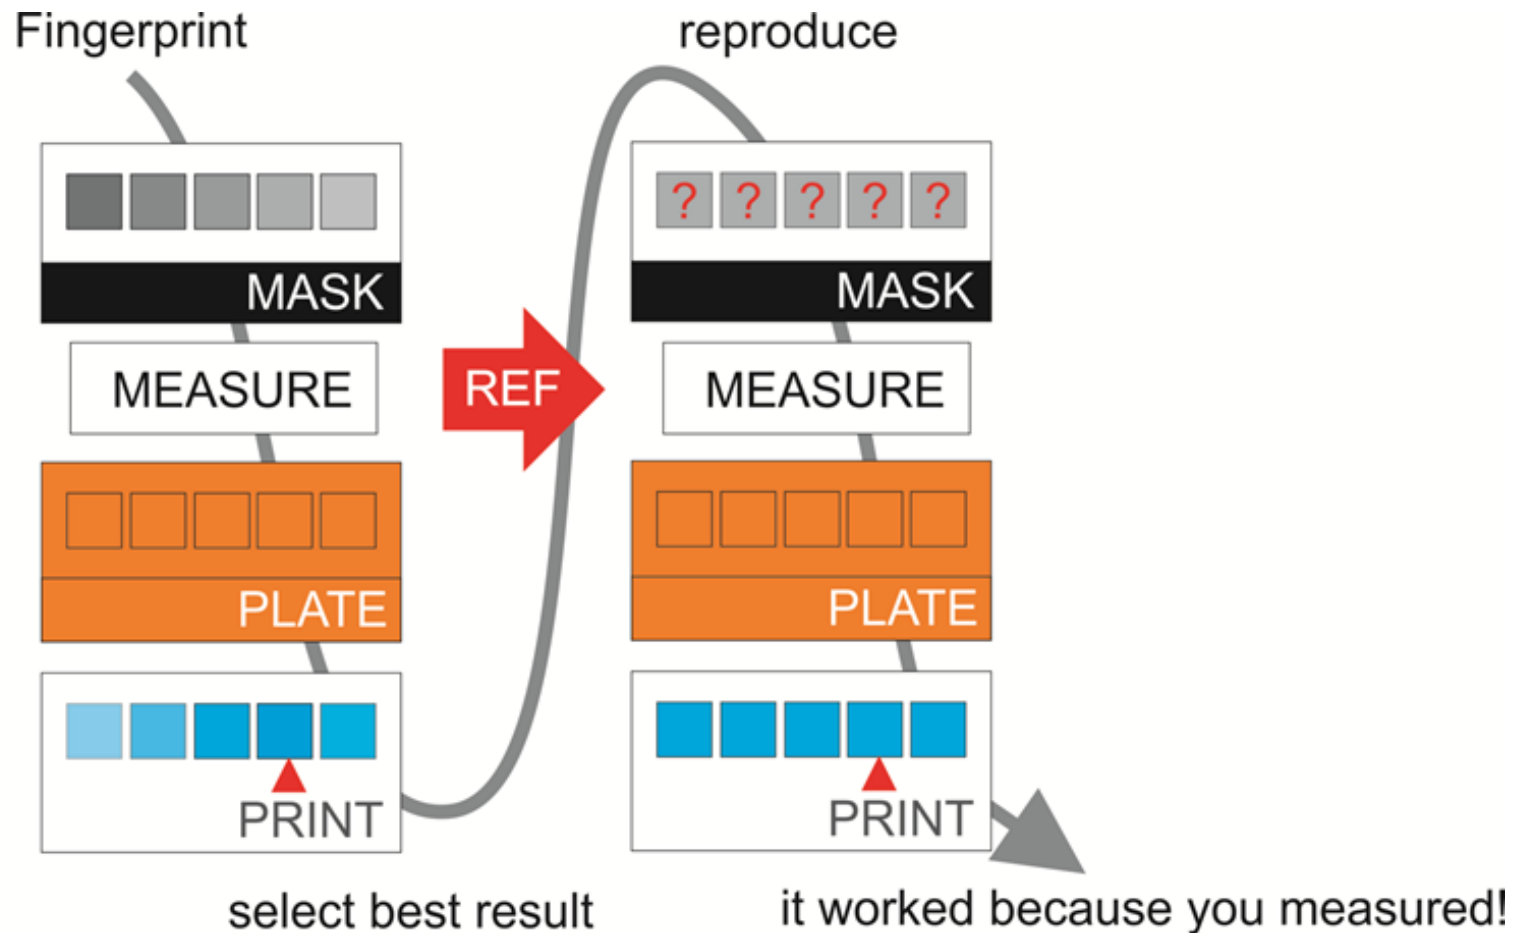 Fingerprint
MASK
MEASURE
PLATE
PRINT
select best result
REF
reproduce
? ? ? ? ?
MASK
MEASURE
PLATE
PRINT
it worked because you measured!